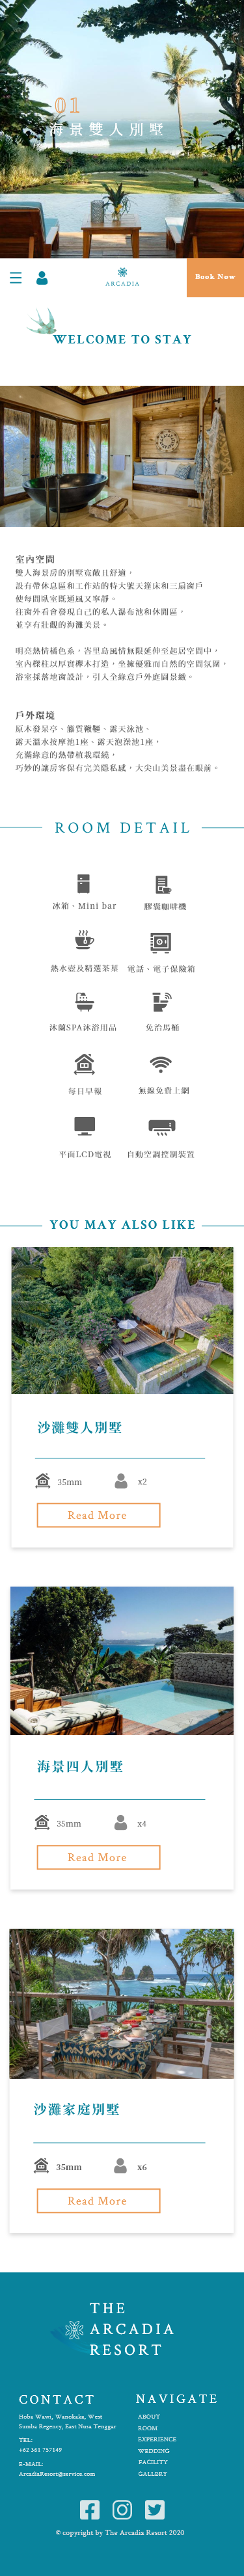 01
海景雙人別墅
ARCADIA
Book Now
WELCOME TO STAY
室內空間
雙人海景房的別墅寬敞且舒適，
設有帶休息區和工作站的特大號天篷床和三扇窗戶
使每間臥室既通風又寧靜。
往窗外看會發現自己的私人瀑布池和休閒區，
並享有壯觀的海灘美景。
明亮熱情橘色系，峇里島風情無限延伸至起居空間中，
室內樑柱以厚實櫸木打造，坐擁優雅而自然的空間氛圍，
浴室採落地窗設計，引入全綠意戶外庭園景緻。
戶外環境
原木發呆亭、籐質鞦韆、露天泳池、
露天溫水按摩池1座、露天泡澡池1座，
充滿綠意的熱帶植栽環繞，
巧妙的讓房客保有完美隱私感，大尖山美景盡在眼前。
ROOM DETAIL
冰箱、Mini bar
膠囊咖啡機
熱水壺及精選茶葉
電話、電子保險箱
沐蘭SPA沐浴用品
免治馬桶
每日早報
無線免費上網
平面LCD電視
自動空調控制裝置
YOU MAY ALSO LIKE
沙灘雙人別墅
35mm
x2
Read More
海景四人別墅
35mm
x4
Read More
沙灘家庭別墅
35mm
x6
Read More
THE
ARCADIA
RESORT
CONTACT
Hoba Wawi, Wanokaka, West
Sumba Regency, East Nusa Tenggar
TEL:
+62 361 757149
E-MAIL:
ArcadiaResort@service.com
NAVIGATE
ABOUT
ROOM
EXPERIENCE
WEDDING
FACILITY
GALLERY
© copyright by The Arcadia Resort 2020